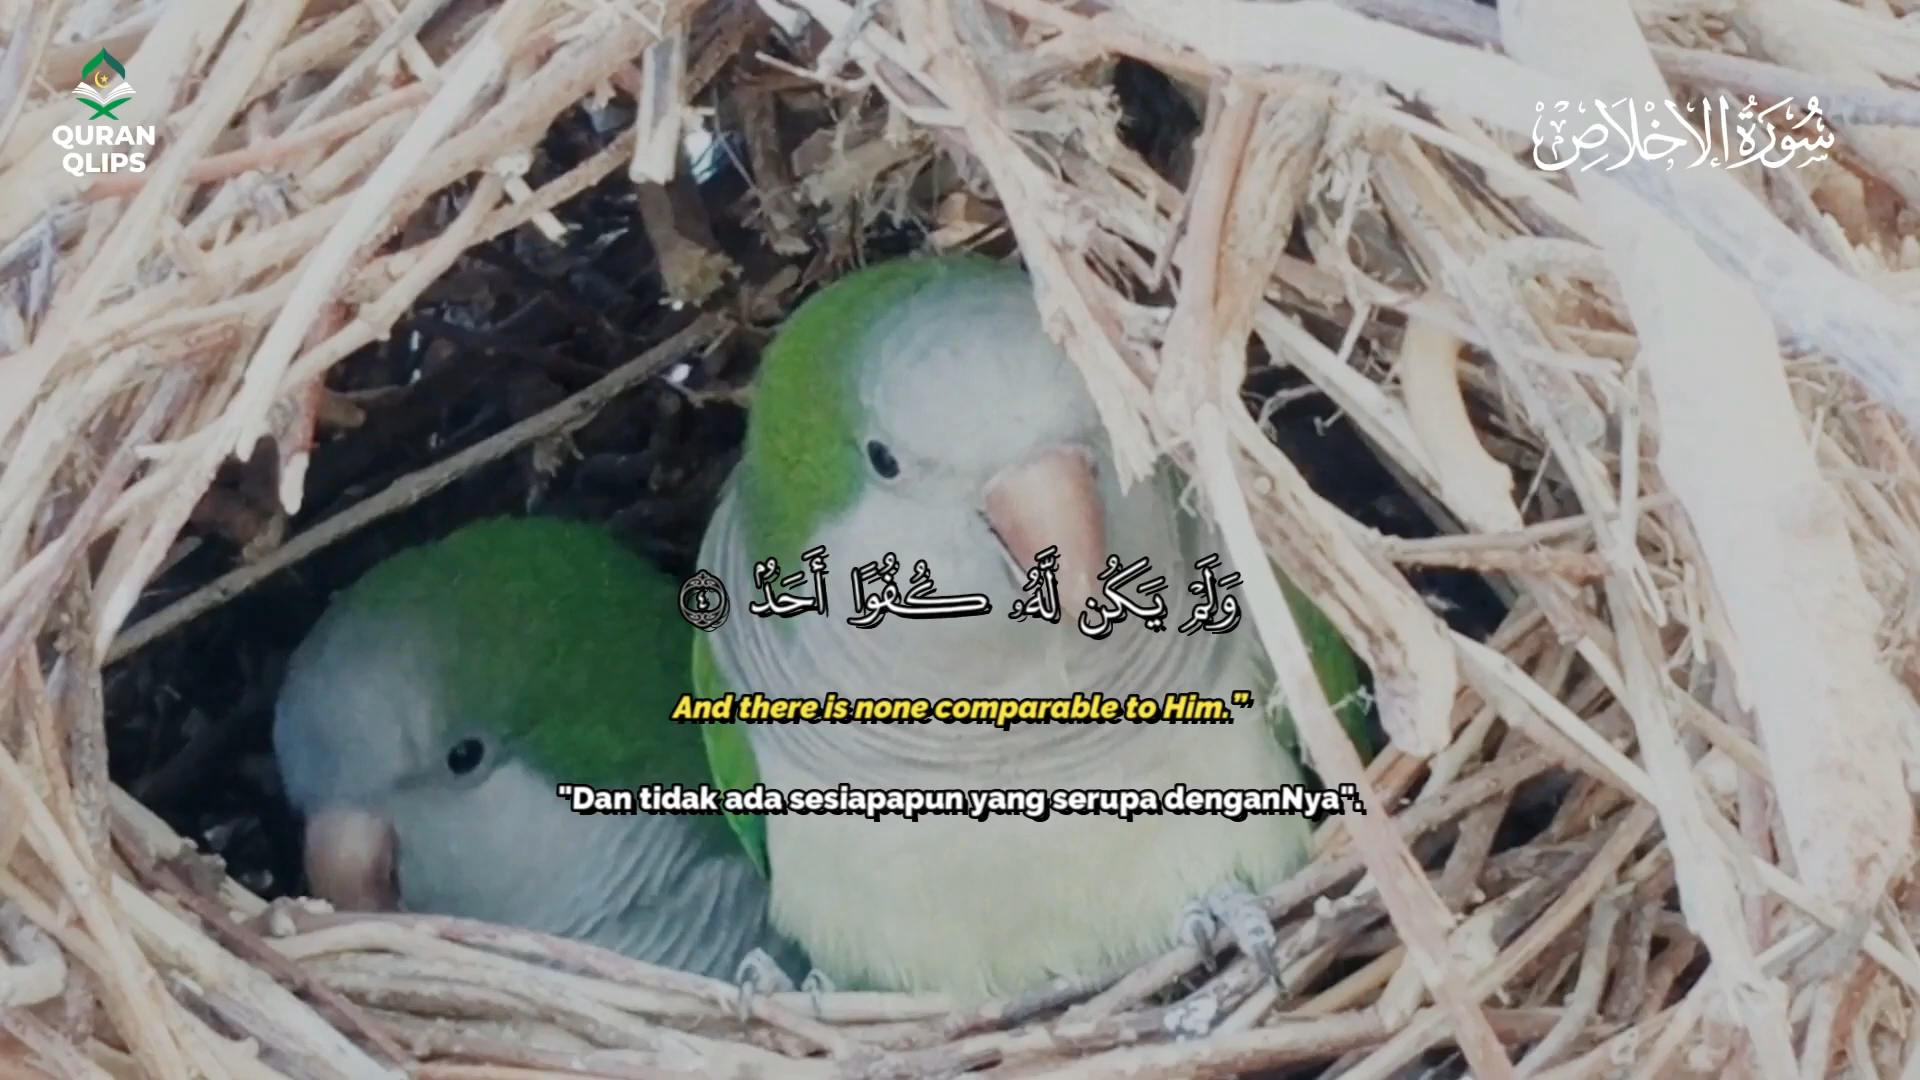 QURAN
QLIPS
سُورَةُ الإِخْلَاصِ
وَلَمْ يَكُن لَّهُۥ كُفُوًا أَحَدٌۢ ٤
And there is none comparable to Him.”
"Dan tidak ada sesiapapun yang serupa denganNya".